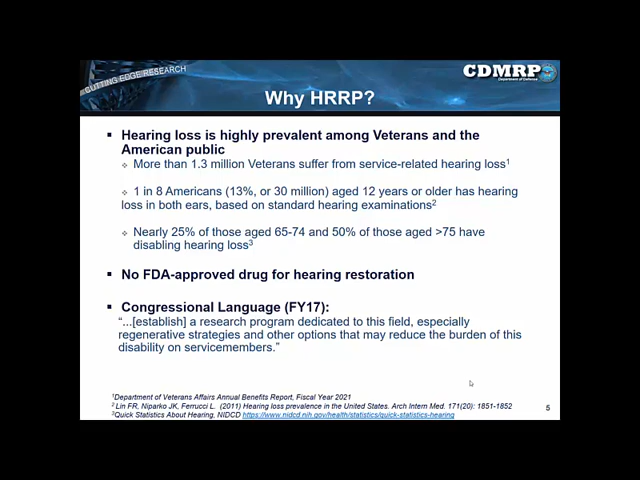 CUTTING EDGE RESEARCH
CDMRP
Department of Defense
Why HRRP?
▪ Hearing loss is highly prevalent among Veterans and the
American public
❖ More than 1.3 million Veterans suffer from service-related hearing loss¹
❖ 1 in 8 Americans (13%, or 30 million) aged 12 years or older has hearing
loss in both ears, based on standard hearing examinations²
❖ Nearly 25% of those aged 65-74 and 50% of those aged >75 have
disabling hearing loss³
▪ No FDA-approved drug for hearing restoration
▪ Congressional Language (FY17):
“...[establish] a research program dedicated to this field, especially
regenerative strategies and other options that may reduce the burden of this
disability on servicemembers.”
¹Department of Veterans Affairs Annual Benefits Report, Fiscal Year 2021
² Lin FR, Niparko JK, Ferrucci L. (2011) Hearing loss prevalence in the United States. Arch Intern Med. 171(20): 1851-1852
³Quick Statistics About Hearing, NIDCD https://www.nidcd.nih.gov/health/statistics/quick-statistics-hearing
5